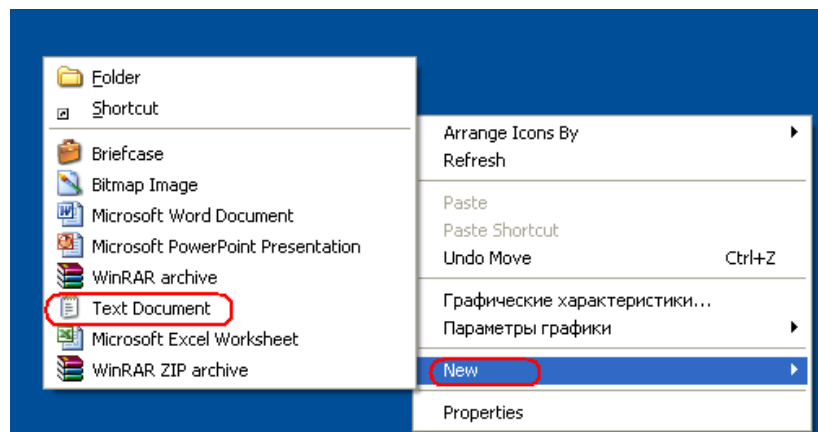 Folder
Shortcut
Briefcase
Bitmap Image
Microsoft Word Document
Microsoft PowerPoint Presentation
WinRAR archive
Text Document
Microsoft Excel Worksheet
WinRAR ZIP archive
Arrange Icons By
Refresh
Paste
Paste Shortcut
Undo Move Ctrl+Z
Графические характеристики...
Параметры графики
New
Properties